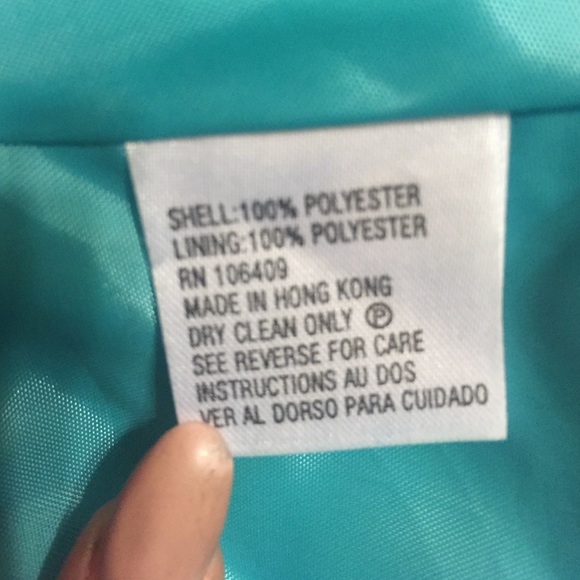 SHELL:100% POLYESTER
LINING:100% POLYESTER
RN 106409
MADE IN HONG KONG
DRY CLEAN ONLY Ⓟ
SEE REVERSE FOR CARE
INSTRUCTIONS AU DOS
VER AL DORSO PARA CUIDADO